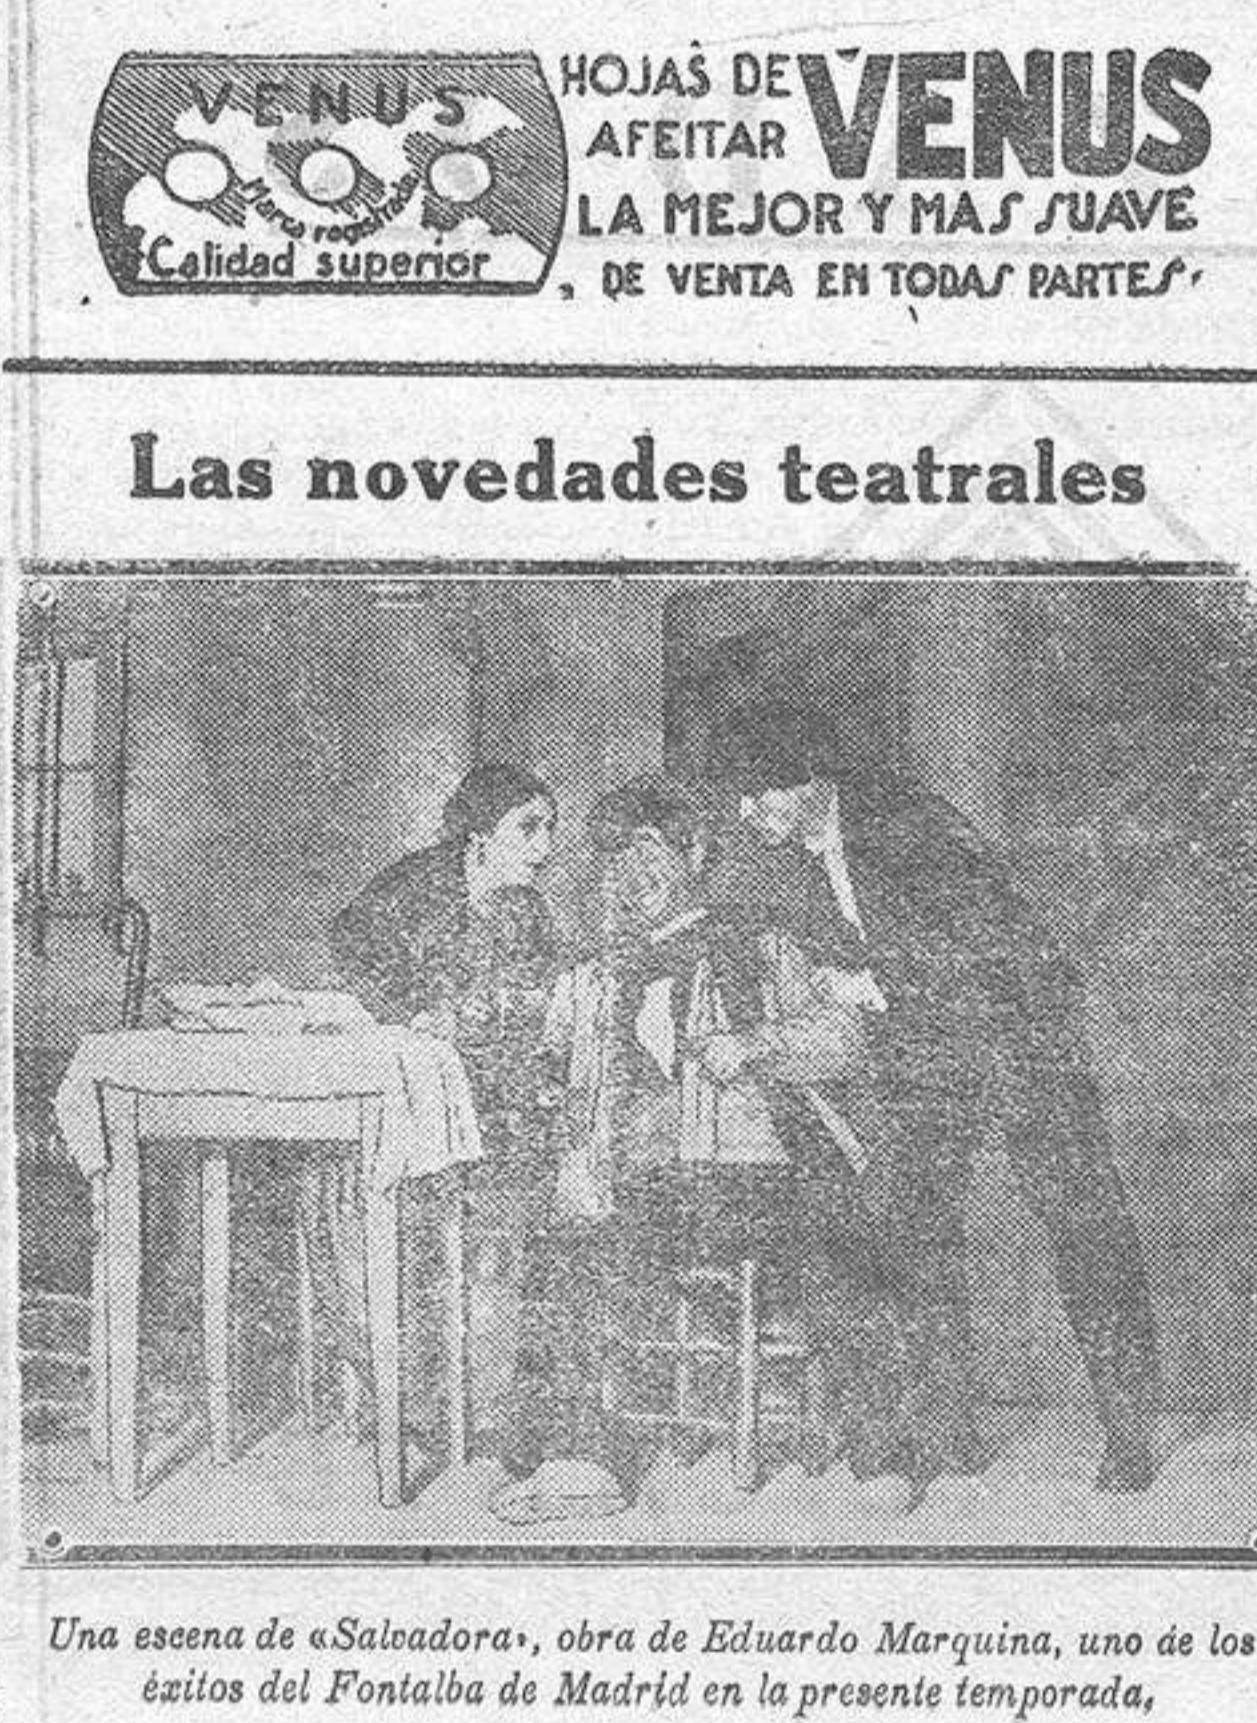 VENUS
Marca registrada
Calidad superior
HOJAS DE
AFEITAR
VENUS
LA MEJOR Y MAS SUAVE
DE VENTA EN TODAS PARTES
Las novedades teatrales
Una escena de «Salvadora», obra de Eduardo Marquina, uno de los
éxitos del Fontalba de Madrid en la presente temporada,